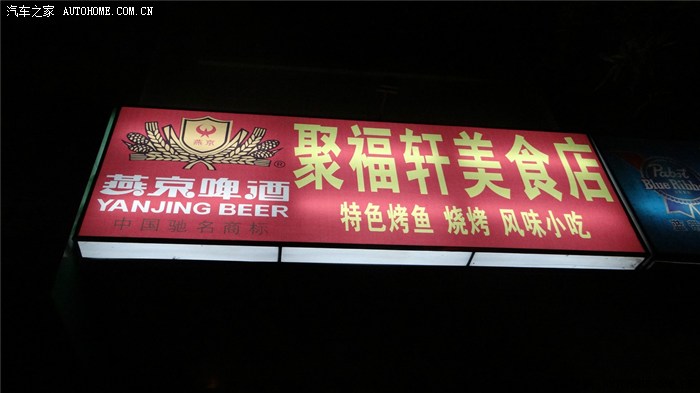 汽车之家 AUTOHOME.COM.CN
燕京
®
燕京啤酒
YANJING BEER
中国驰名商标
聚福轩美食店
特色烤鱼 烧烤 风味小吃
Pabst
Blue Ribbon